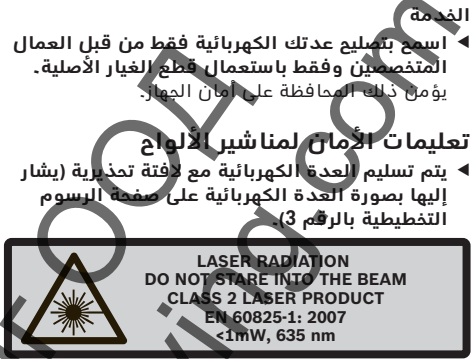 الخدمة
◄ اسمح بتصليح عدتك الكهربائية فقط من قبل العمال
المتخصصين وفقط باستعمال قطع الغيار الأصلية.
يؤمن ذلك المحافظة على أمان الجهاز.
تعليمات الأمان لمناشير الألواح
◄ يتم تسليم العدة الكهربائية مع لافتة تحذيرية (يشار
إليها بصورة العدة الكهربائية على صفحة الرسوم
التخطيطية بالرقم 3).
LASER RADIATION
DO NOT STARE INTO THE BEAM
CLASS 2 LASER PRODUCT
EN 60825-1: 2007
<1mW, 635 nm